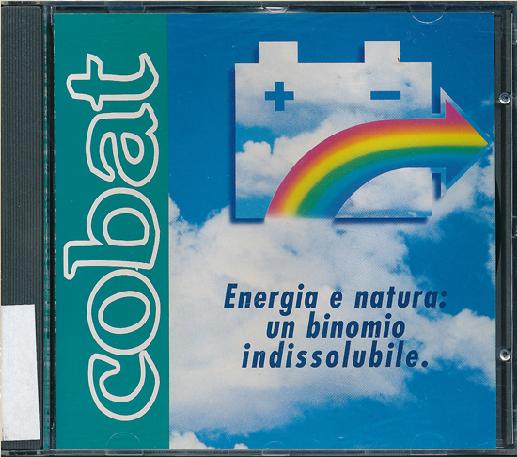 cobat
+ -
Energia e natura:
un binomio
indissolubile.